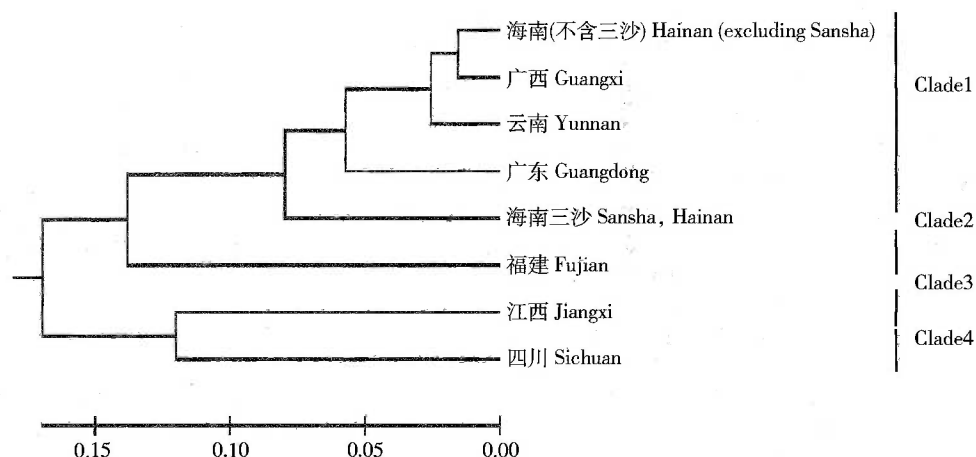 海南(不含三沙) Hainan (excluding Sansha)
广西 Guangxi
Clade1
云南 Yunnan
广东 Guangdong
海南三沙 Sansha, Hainan
Clade2
福建 Fujian
Clade3
江西 Jiangxi
Clade4
四川 Sichuan
0.15 0.10 0.05 0.00